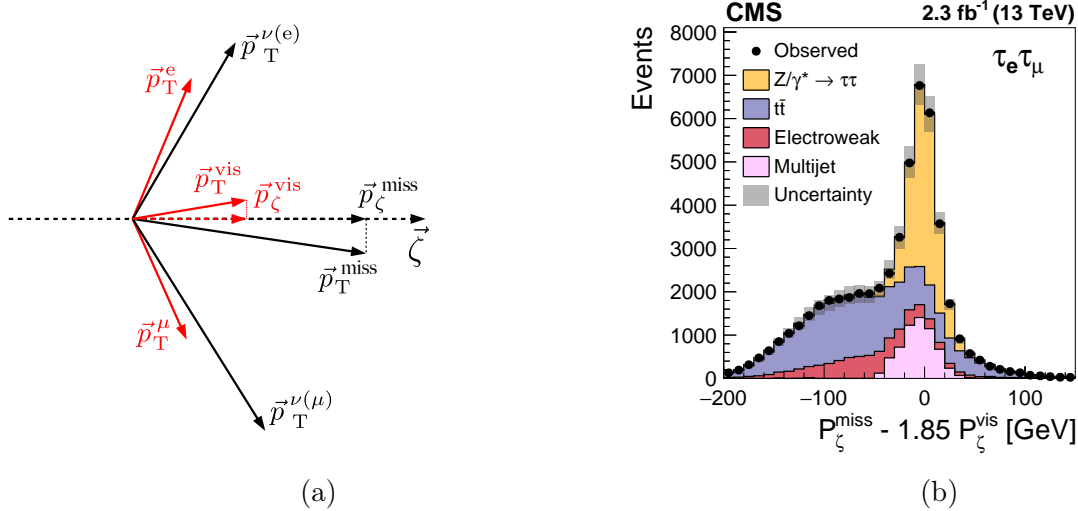 p⃗_T^ν(e)
p⃗_T^e
p⃗_T^vis
p⃗_ζ^vis
p⃗_ζ^miss
ζ⃗
p⃗_T^miss
p⃗_T^μ
p⃗_T^ν(μ)
(a)
CMS 2.3 fb⁻¹ (13 TeV)
Events
8000
7000
6000
5000
4000
3000
2000
1000
0
Observed
Z/γ* → ττ
tt̄
Electroweak
Multijet
Uncertainty
τ_e τ_μ
−200 −100 0 100
P_ζ^miss - 1.85 P_ζ^vis [GeV]
(b)